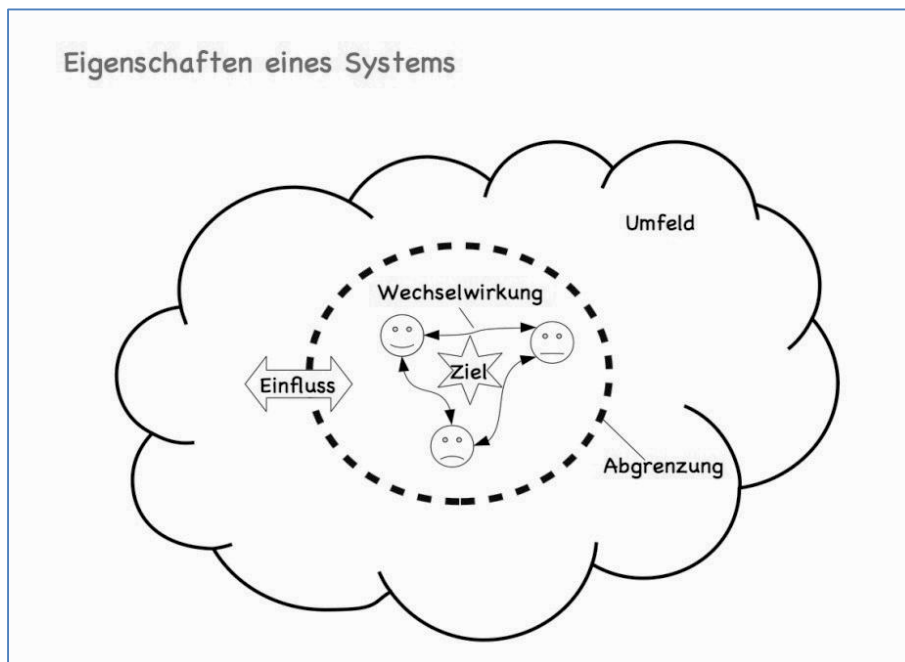 Eigenschaften eines Systems
Umfeld
Wechselwirkung
Ziel
Einfluss
Abgrenzung